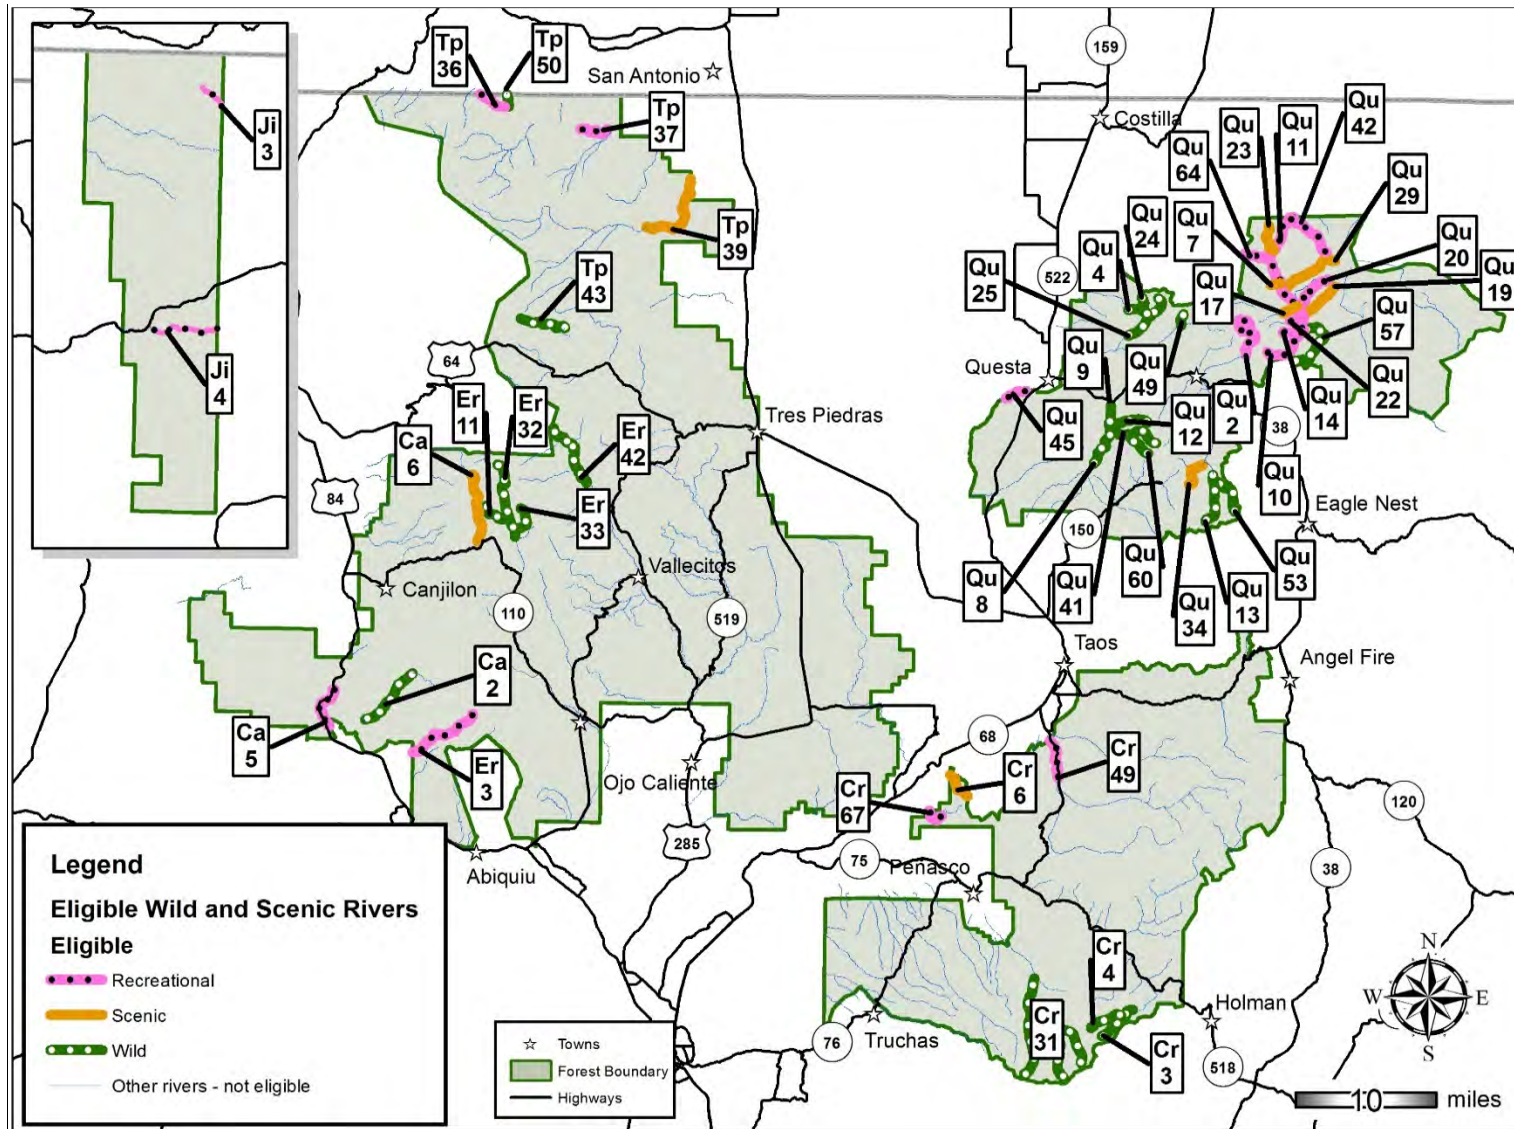 Tp
36
Tp
50
San Antonio
159
Costilla
Ji
3
Tp
37
Qu
23
Qu
11
Qu
42
Qu
64
Qu
29
Tp
39
Qu
24
Qu
7
Qu
4
Qu
20
Qu
19
Qu
25
522
Qu
17
Tp
43
Qu
57
Ji
4
64
Questa
Qu
9
Qu
49
Er
11
Er
32
Tres Piedras
Qu
45
Qu
12
Qu
2
38
Qu
14
Qu
22
Ca
6
Er
42
84
Er
33
Qu
10
Eagle Nest
150
Qu
8
Qu
41
Qu
60
Qu
34
Qu
13
Qu
53
Canjilon
Vallecitos
110
519
Taos
Angel Fire
Ca
2
Ca
5
Er
3
Ojo Caliente
68
Cr
67
Cr
6
Cr
49
120
285
Abiquiu
75
Peñasco
38
Legend
Eligible Wild and Scenic Rivers
Eligible
Recreational
Scenic
Wild
Other rivers - not eligible
Towns
Forest Boundary
Highways
Cr
4
Cr
31
Cr
3
Truchas
76
Holman
518
N
W
E
S
10 miles